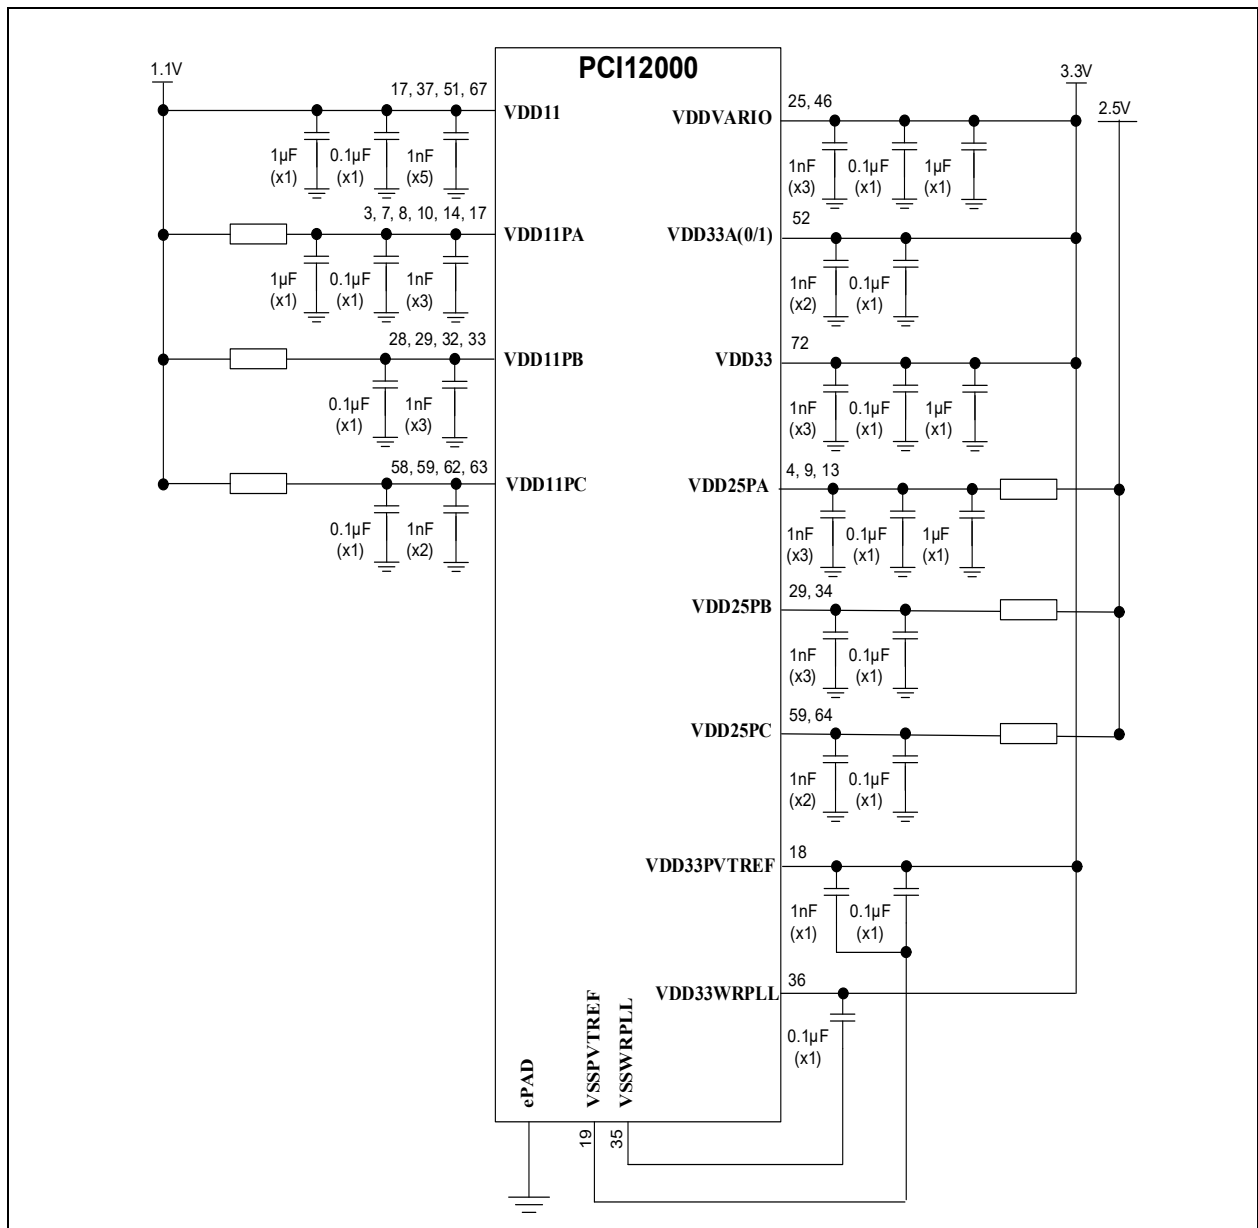 PCI12000
1.1V
17, 37, 51, 67
VDD11
1µF
(x1)
0.1µF
(x1)
1nF
(x5)
3, 7, 8, 10, 14, 17
VDD11PA
1µF
(x1)
0.1µF
(x1)
1nF
(x3)
28, 29, 32, 33
VDD11PB
0.1µF
(x1)
1nF
(x3)
58, 59, 62, 63
VDD11PC
0.1µF
(x1)
1nF
(x2)
3.3V
2.5V
VDDVARIO
25, 46
1nF
(x3)
0.1µF
(x1)
1µF
(x1)
VDD33A(0/1)
52
1nF
(x2)
0.1µF
(x1)
VDD33
72
1nF
(x3)
0.1µF
(x1)
1µF
(x1)
VDD25PA
4, 9, 13
1nF
(x3)
0.1µF
(x1)
1µF
(x1)
VDD25PB
29, 34
1nF
(x3)
0.1µF
(x1)
VDD25PC
59, 64
1nF
(x2)
0.1µF
(x1)
VDD33PVTREF
18
1nF
(x1)
0.1µF
(x1)
VDD33WRPLL
36
0.1µF
(x1)
ePAD
VSSPVTREF
VSSWRPLL
19
35